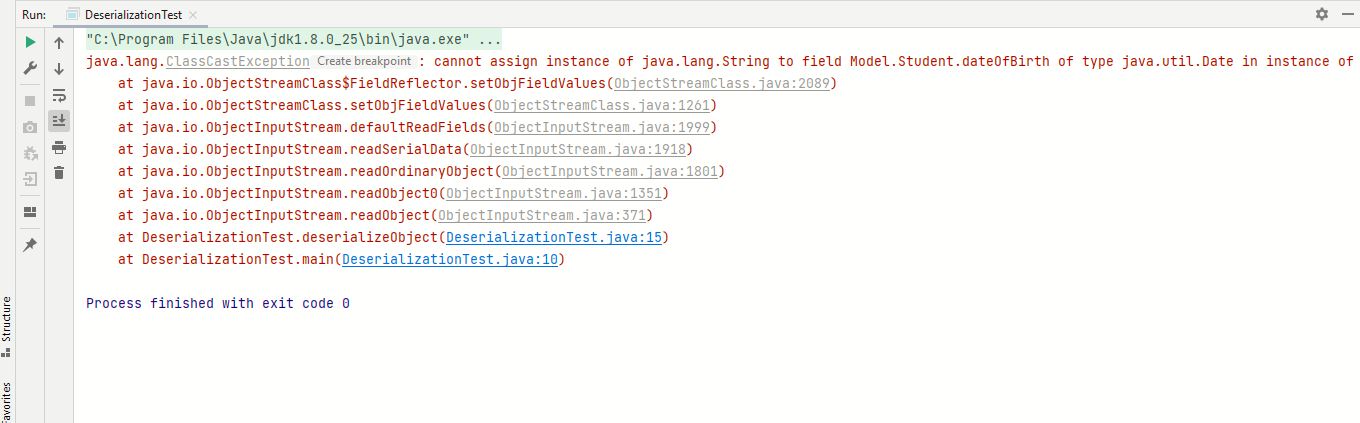 Run: DeserializationTest
"C:\Program Files\Java\jdk1.8.0_25\bin\java.exe" ...
java.lang.ClassCastException Create breakpoint : cannot assign instance of java.lang.String to field Model.Student.dateOfBirth of type java.util.Date in instance of
at java.io.ObjectStreamClass$FieldReflector.setObjFieldValues(ObjectStreamClass.java:2089)
at java.io.ObjectStreamClass.setObjFieldValues(ObjectStreamClass.java:1261)
at java.io.ObjectInputStream.defaultReadFields(ObjectInputStream.java:1999)
at java.io.ObjectInputStream.readSerialData(ObjectInputStream.java:1918)
at java.io.ObjectInputStream.readOrdinaryObject(ObjectInputStream.java:1801)
at java.io.ObjectInputStream.readObject0(ObjectInputStream.java:1351)
at java.io.ObjectInputStream.readObject(ObjectInputStream.java:371)
at DeserializationTest.deserializeObject(DeserializationTest.java:15)
at DeserializationTest.main(DeserializationTest.java:10)
Process finished with exit code 0
Structure
Favorites